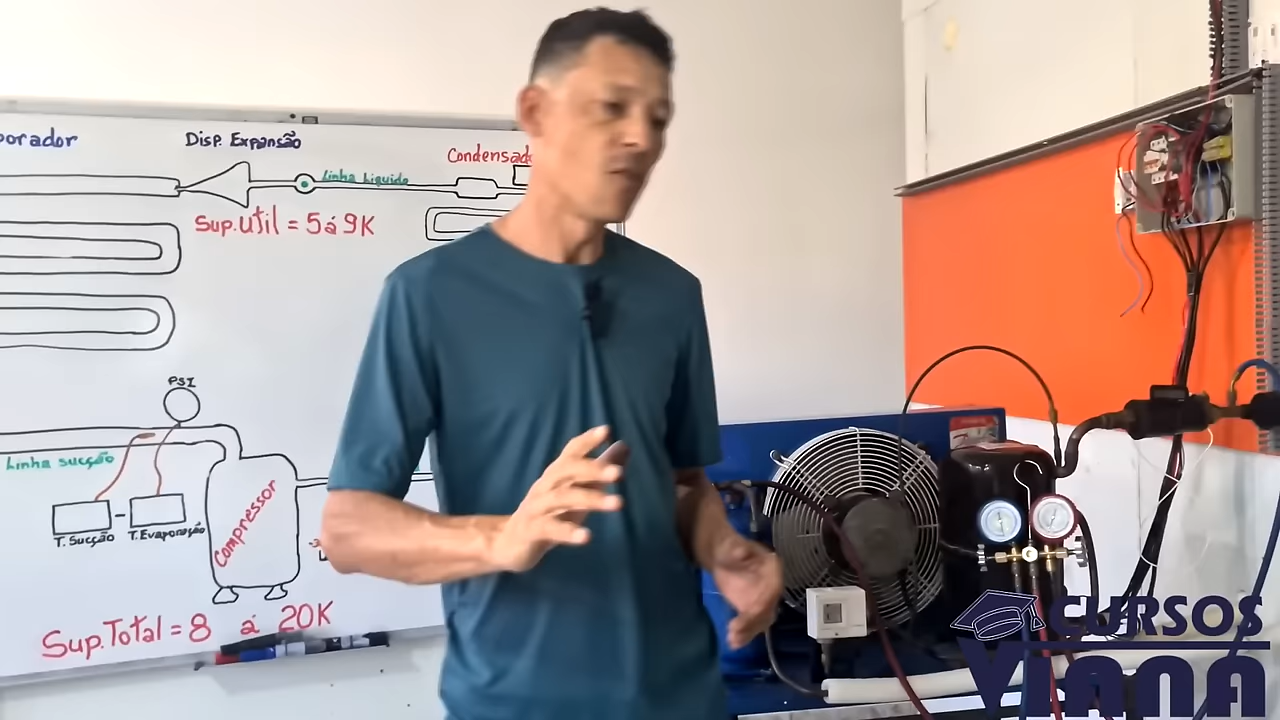 porador
Disp. Expansão
Condensad
Linha Liquido
Sup. Util = 5 á 9K
PSI
Linha sucção
T. Sucção - T. Evaporação
Compressor
Sup. Total = 8 á 20K
CURSOS
VIANA